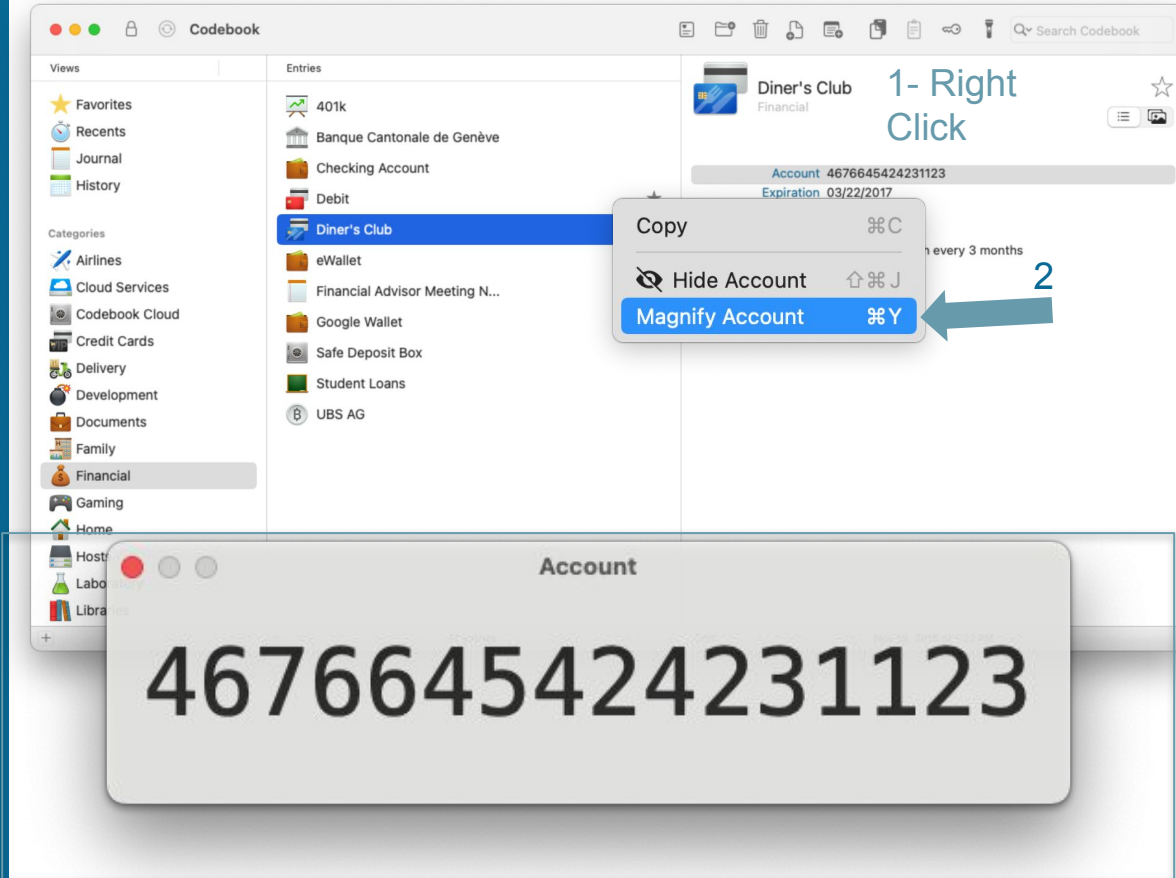 Codebook
Search Codebook
Views
Favorites
Recents
Journal
History
Categories
Airlines
Cloud Services
Codebook Cloud
Credit Cards
Delivery
Development
Documents
Family
Financial
Gaming
Home
Hosts
Laboratory
Libraries
+
Entries
401k
Banque Cantonale de Genève
Checking Account
Debit
Diner's Club
eWallet
Financial Advisor Meeting N...
Google Wallet
Safe Deposit Box
Student Loans
UBS AG
Diner's Club
Financial
1- Right
Click
Account 4676645424231123
Expiration 03/22/2017
every 3 months
Copy ⌘C
Hide Account ⇧⌘J
Magnify Account ⌘Y
2
Account
4676645424231123